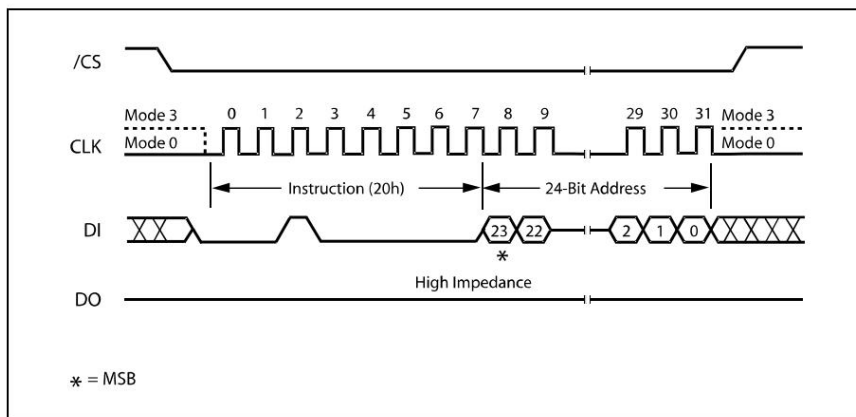 /CS
Mode 3 0 1 2 3 4 5 6 7 8 9 29 30 31 Mode 3
CLK Mode 0 Mode 0
Instruction (20h) 24-Bit Address
DI 23 22 2 1 0
*
High Impedance
DO
* = MSB